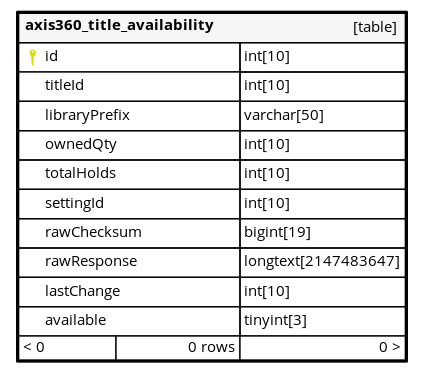 axis360_title_availability [table]
id int[10]
titleId int[10]
libraryPrefix varchar[50]
ownedQty int[10]
totalHolds int[10]
settingId int[10]
rawChecksum bigint[19]
rawResponse longtext[2147483647]
lastChange int[10]
available tinyint[3]
< 0 0 rows 0 >